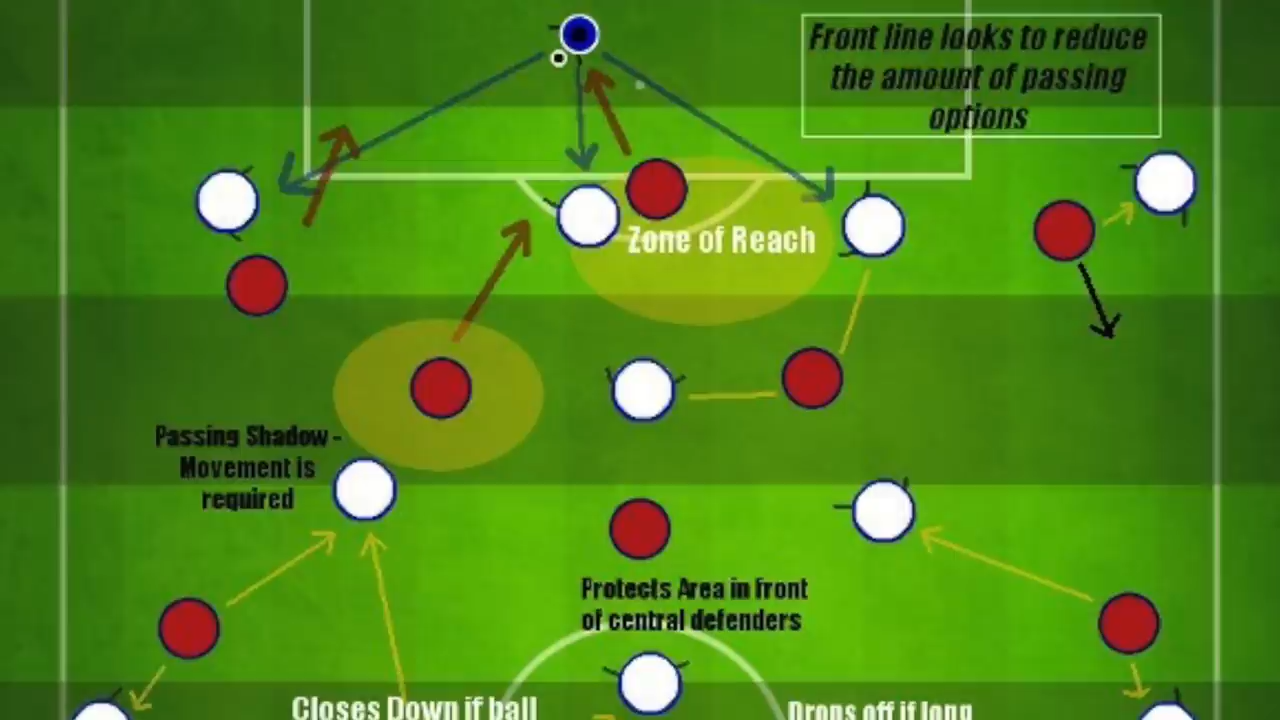 Front line looks to reduce
the amount of passing
options
Zone of Reach
Passing Shadow -
Movement is
required
Protects Area in front
of central defenders
Closes Down if ball
Drops off if long